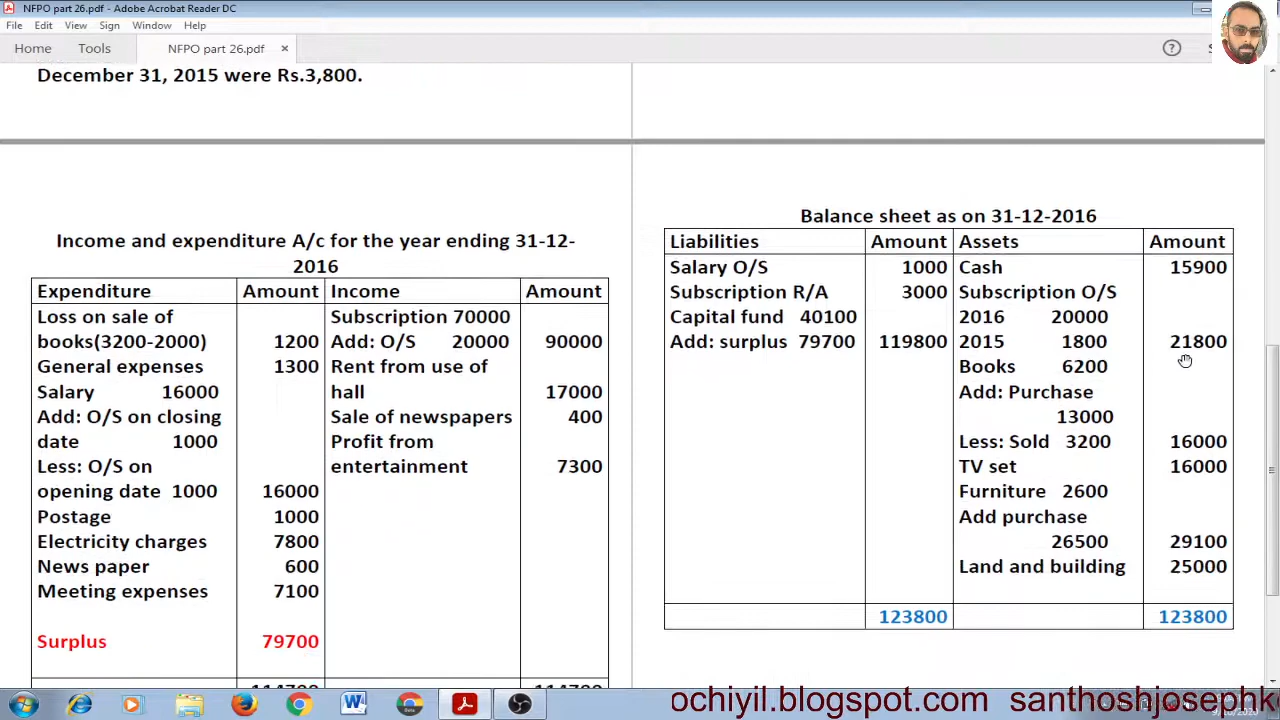 NFPO part 26.pdf - Adobe Acrobat Reader DC
File Edit View Sign Window Help
Home Tools NFPO part 26.pdf ×
December 31, 2015 were Rs.3,800.
Income and expenditure A/c for the year ending 31-12-
2016
Expenditure Amount Income Amount
Loss on sale of Subscription 70000
books(3200-2000) 1200 Add: O/S 20000 90000
General expenses 1300 Rent from use of
Salary 16000 hall 17000
Add: O/S on closing Sale of newspapers 400
date 1000 Profit from
Less: O/S on entertainment 7300
opening date 1000 16000
Postage 1000
Electricity charges 7800
News paper 600
Meeting expenses 7100
Surplus 79700
Balance sheet as on 31-12-2016
Liabilities Amount Assets Amount
Salary O/S 1000 Cash 15900
Subscription R/A 3000 Subscription O/S
Capital fund 40100 2016 20000
Add: surplus 79700 119800 2015 1800 21800
Books 6200
Add: Purchase
13000
Less: Sold 3200 16000
TV set 16000
Furniture 2600
Add purchase
26500 29100
Land and building 25000
123800 123800
ochiyil.blogspot.com santhoshjosephk